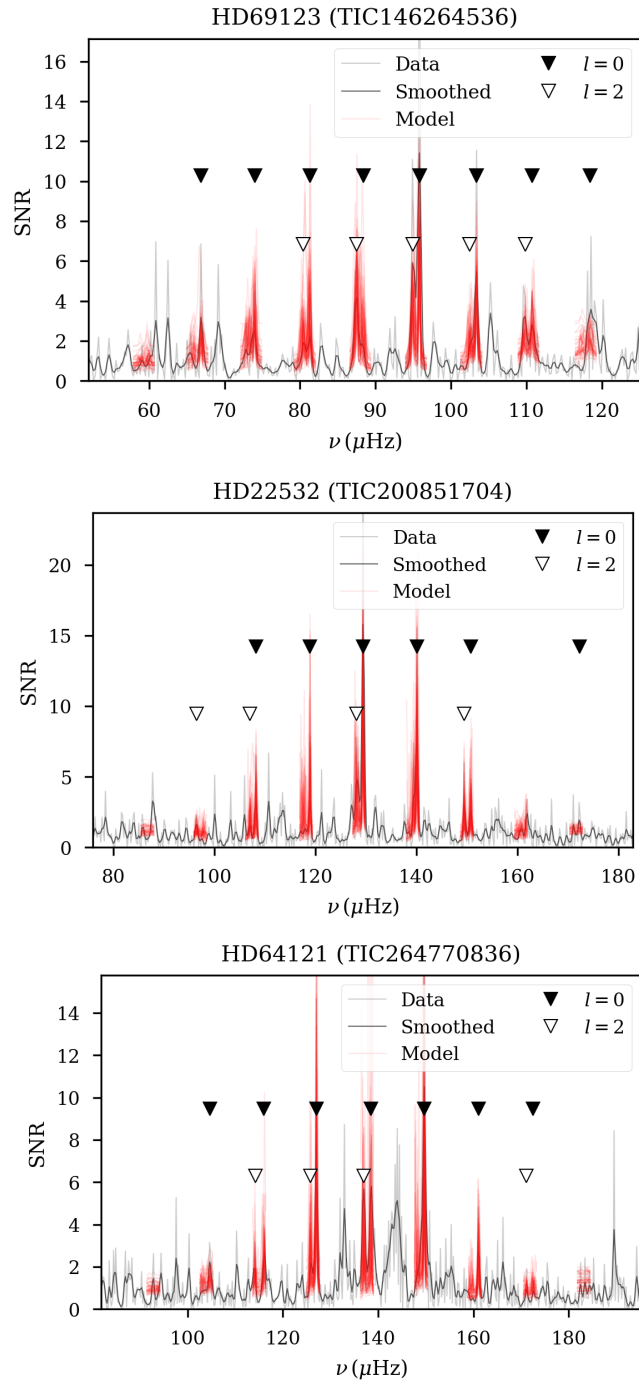 HD69123 (TIC146264536)
Data
Smoothed
Model
l = 0
l = 2
SNR
16
14
12
10
8
6
4
2
0
60 70 80 90 100 110 120
ν (μHz)
HD22532 (TIC200851704)
Data
Smoothed
Model
l = 0
l = 2
SNR
20
15
10
5
0
80 100 120 140 160 180
ν (μHz)
HD64121 (TIC264770836)
Data
Smoothed
Model
l = 0
l = 2
SNR
14
12
10
8
6
4
2
0
100 120 140 160 180
ν (μHz)